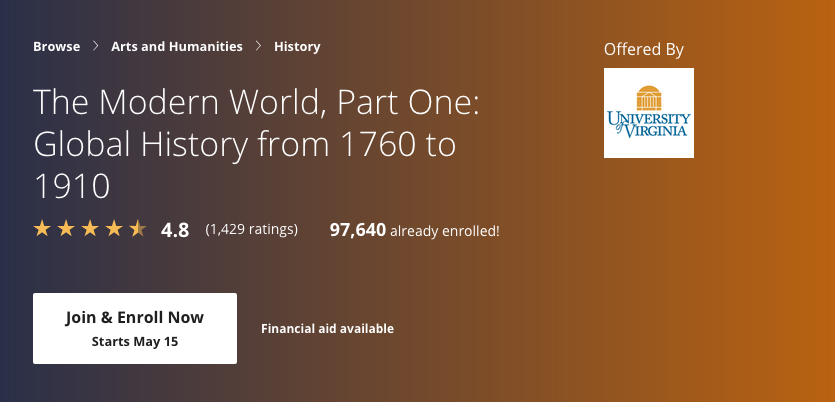 Browse > Arts and Humanities > History
Offered By
The Modern World, Part One:
Global History from 1760 to
1910
UNIVERSITY
of VIRGINIA
4.8 (1,429 ratings) 97,640 already enrolled!
Join & Enroll Now
Starts May 15
Financial aid available